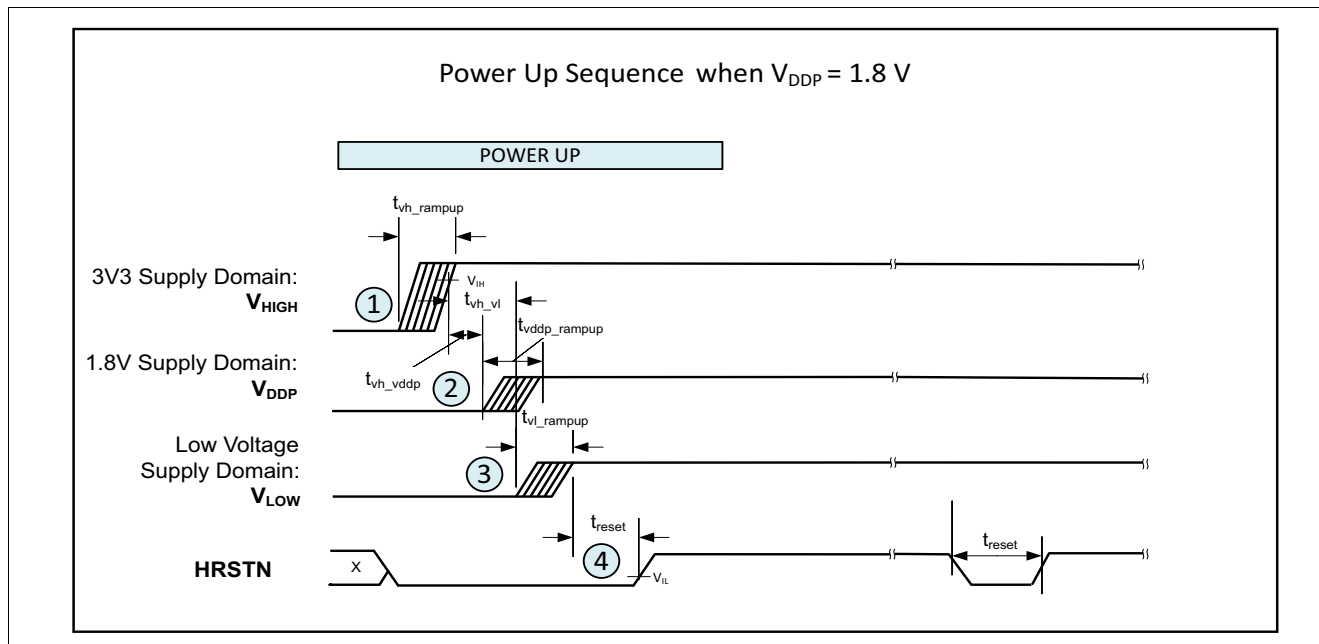 Power Up Sequence when VDDP = 1.8 V
POWER UP
tvh_rampup
3V3 Supply Domain:
VHIGH
1
VIH
tvh_vl
tvddp_rampup
1.8V Supply Domain:
VDDP
tvh_vddp
2
tvl_rampup
Low Voltage
Supply Domain:
VLOW
3
treset
4
HRSTN
X
VIL
treset